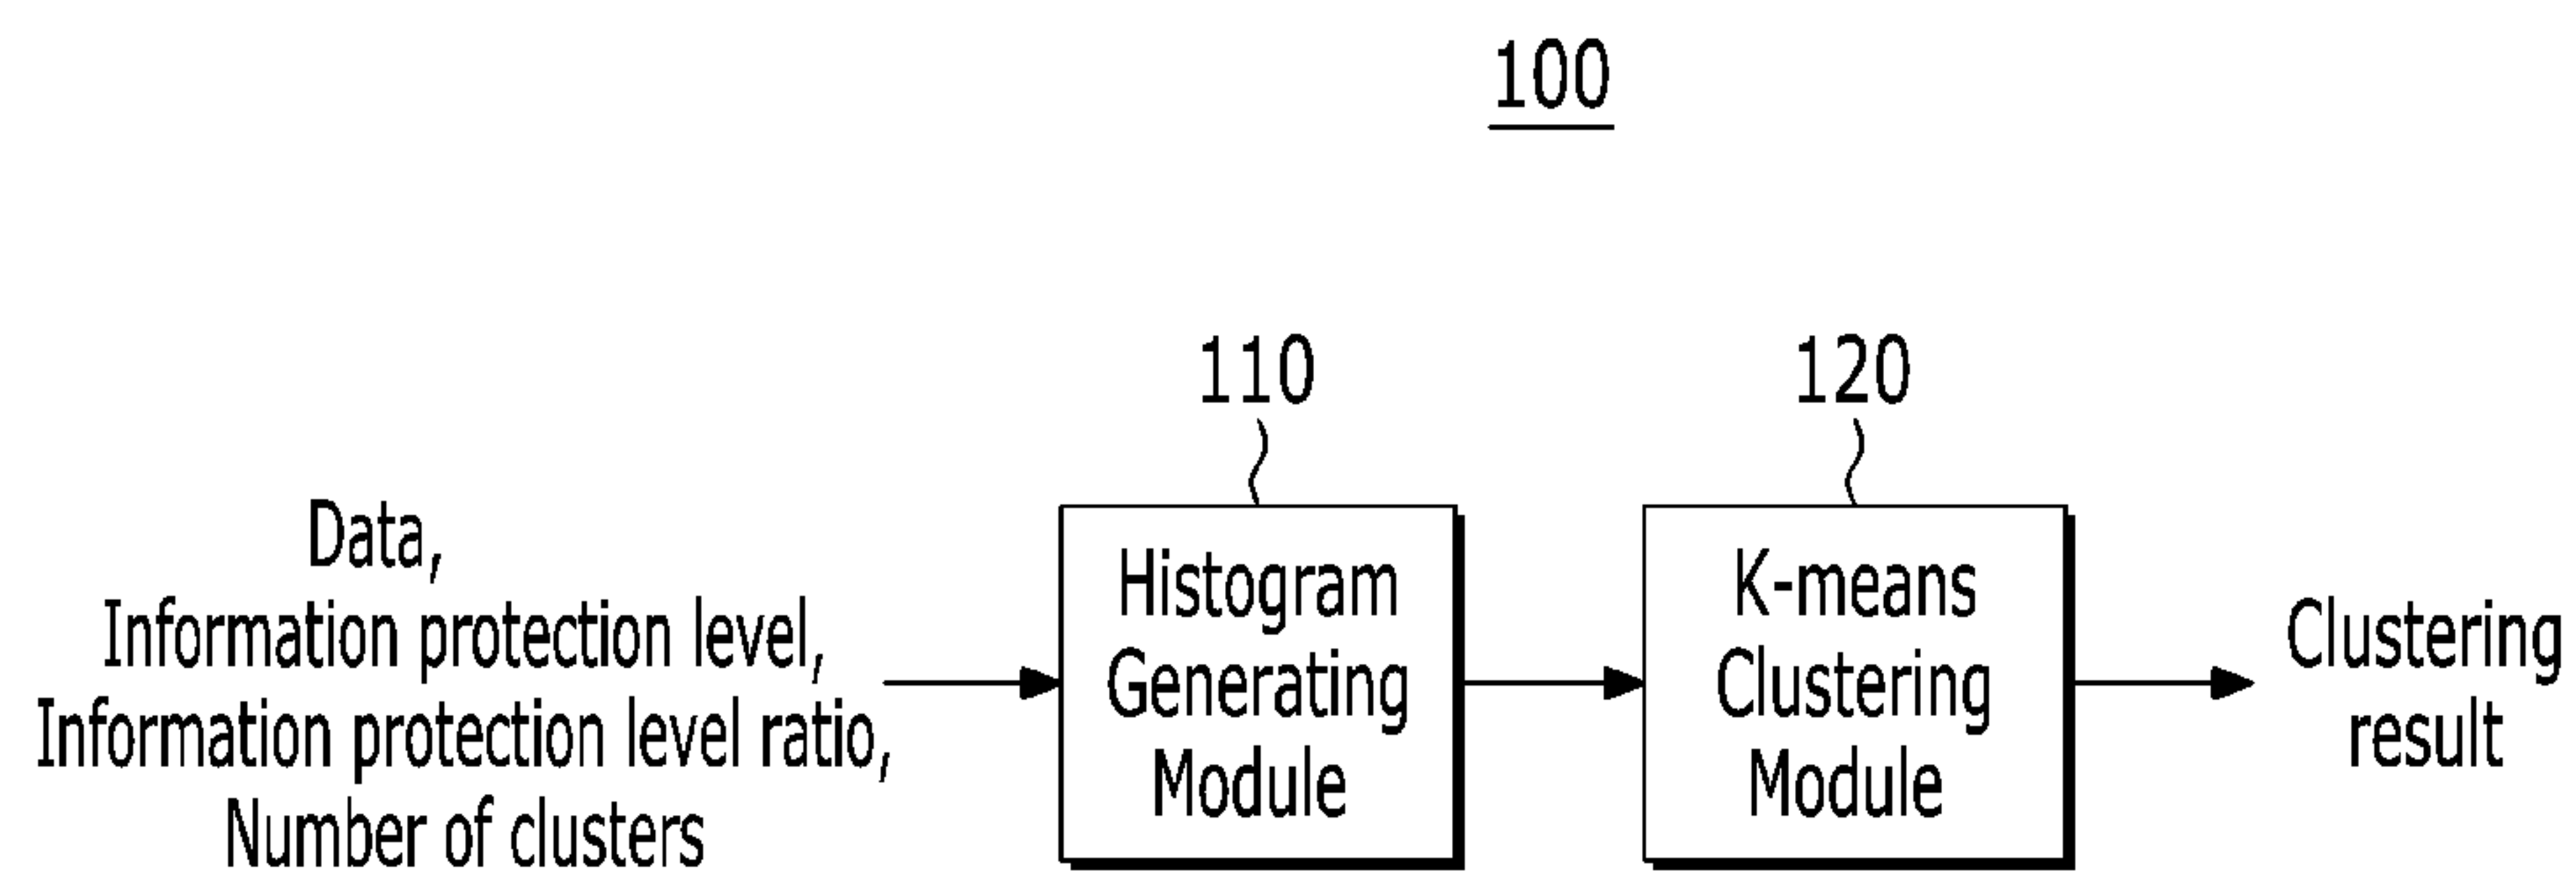 100
110
120
Data,
Information protection level,
Information protection level ratio,
Number of clusters
Histogram
Generating
Module
K-means
Clustering
Module
Clustering
result